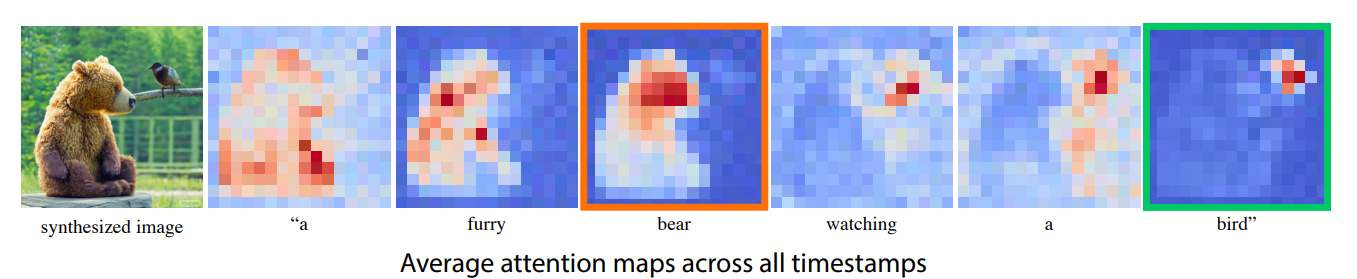 synthesized image “a furry bear watching a bird”
Average attention maps across all timestamps